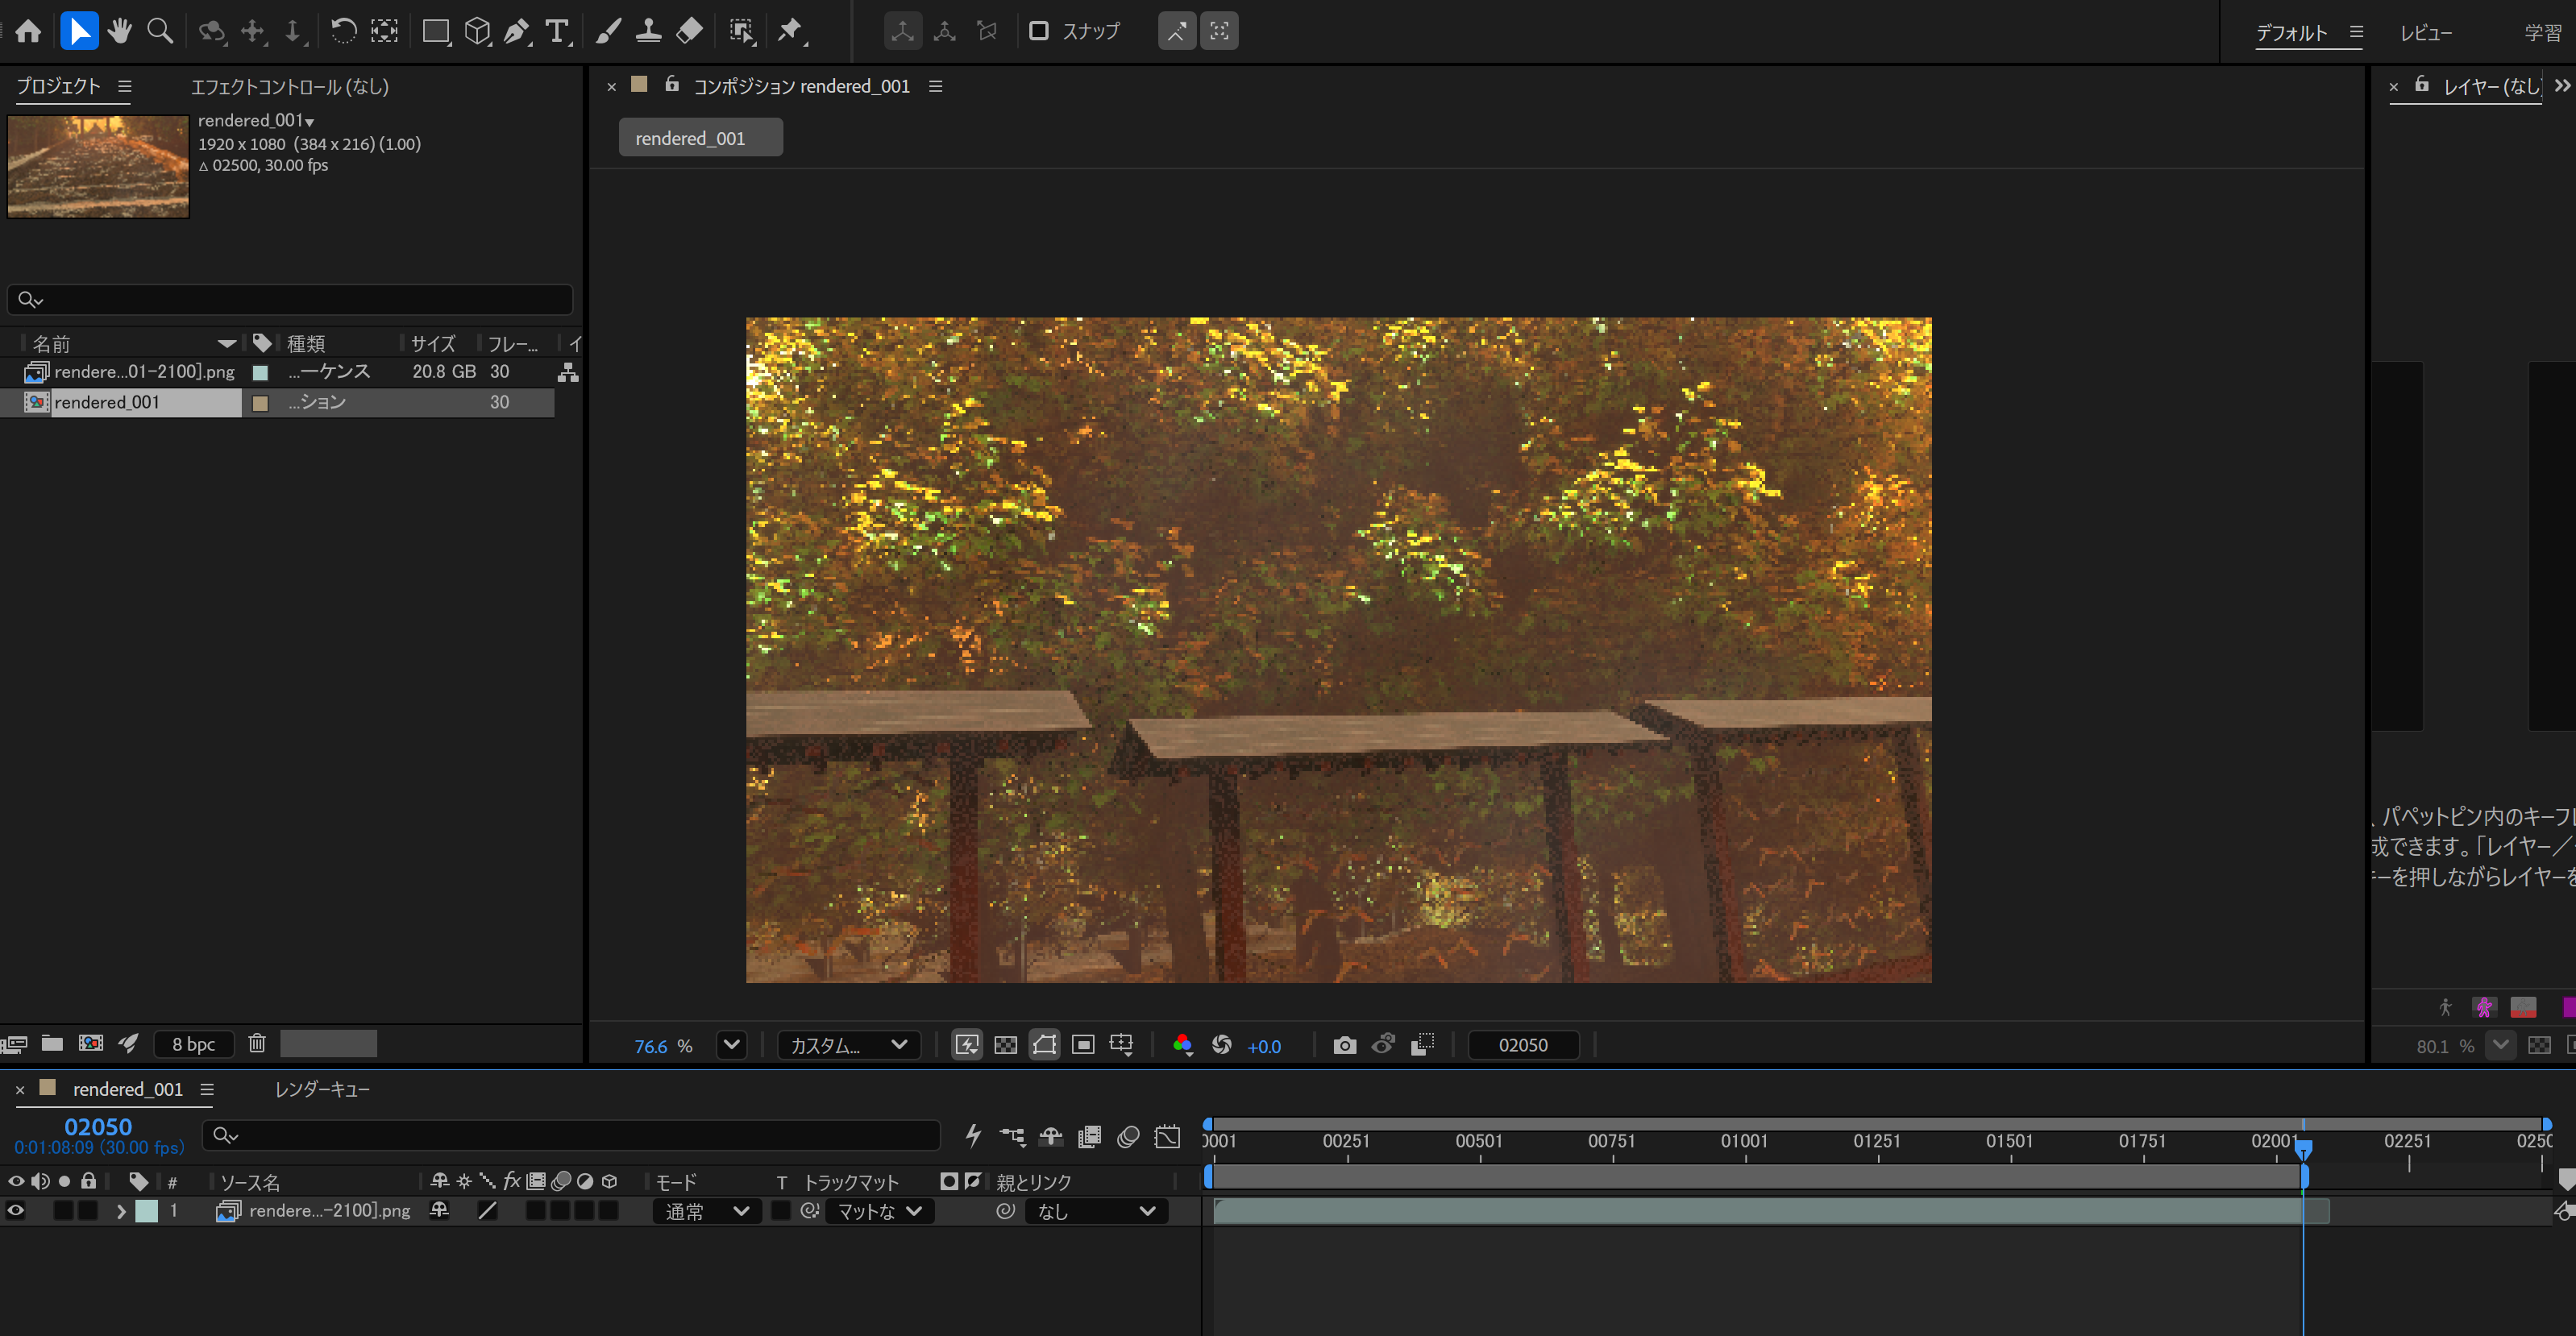 スナップ
デフォルト
レビュー
学習
プロジェクト
エフェクトコントロール (なし)
rendered_001
1920 x 1080 (384 x 216) (1.00)
△ 02500, 30.00 fps
名前
種類
サイズ
フレー...
イ
rendere...01-2100].png
...ーケンス
20.8 GB
30
rendered_001
...ション
30
8 bpc
コンポジション rendered_001
rendered_001
76.6 %
カスタム...
+0.0
02050
レイヤー (なし
、パペットピン内のキーフ
成できます。「レイヤー／
キーを押しながらレイヤーを
80.1 %
rendered_001
レンダーキュー
02050
0:01:08:09 (30.00 fps)
0001 00251 00501 00751 01001 01251 01501 01751 02001 02251 0250
# ソース名
fx
モード
T トラックマット
親とリンク
1 rendere...-2100].png
通常
マットな
なし